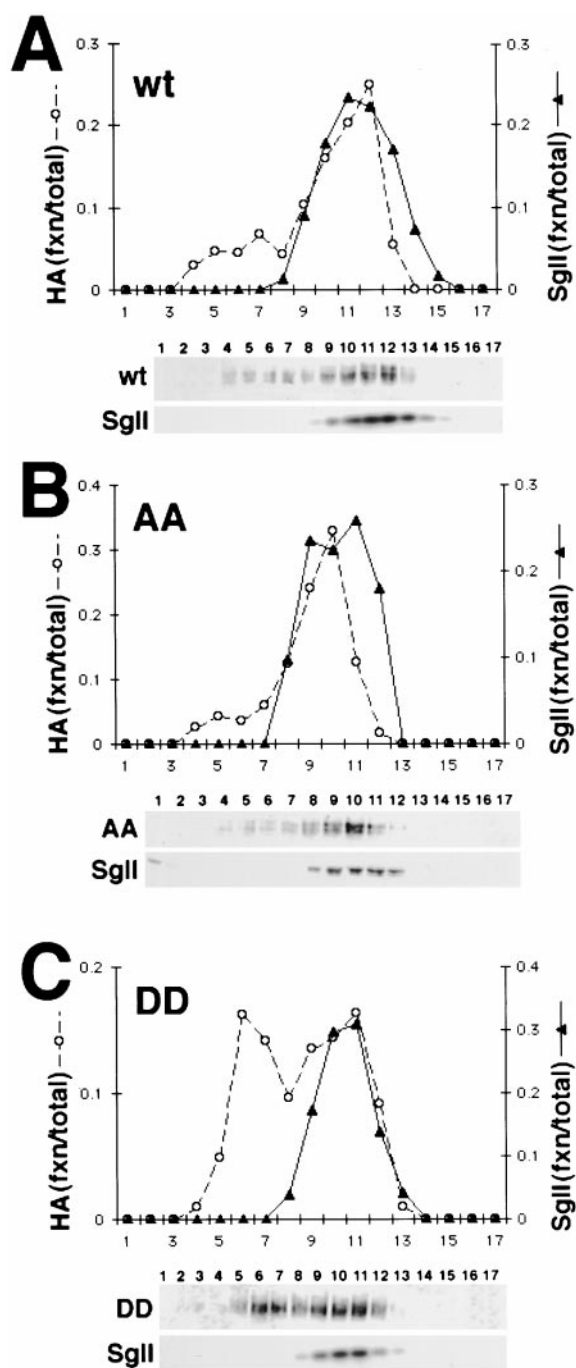 A
wt
HA(fxn/total) --o--
SgII(fxn/total) —▲—
0.3 0.3
0.2 0.2
0.1 0.1
0 0
1 3 5 7 9 11 13 15 17
1 2 3 4 5 6 7 8 9 10 11 12 13 14 15 16 17
wt
SgII
B
AA
HA(fxn/total) --o--
SgII(fxn/total) —▲—
0.4 0.3
0.3
0.2
0.2
0.1
0.1
0 0
1 3 5 7 9 11 13 15 17
1 2 3 4 5 6 7 8 9 10 11 12 13 14 15 16 17
AA
SgII
C
DD
HA(fxn/total) --o--
SgII(fxn/total) —▲—
0.2 0.4
0.3
0.1 0.2
0.1
0 0
1 3 5 7 9 11 13 15 17
1 2 3 4 5 6 7 8 9 10 11 12 13 14 15 16 17
DD
SgII